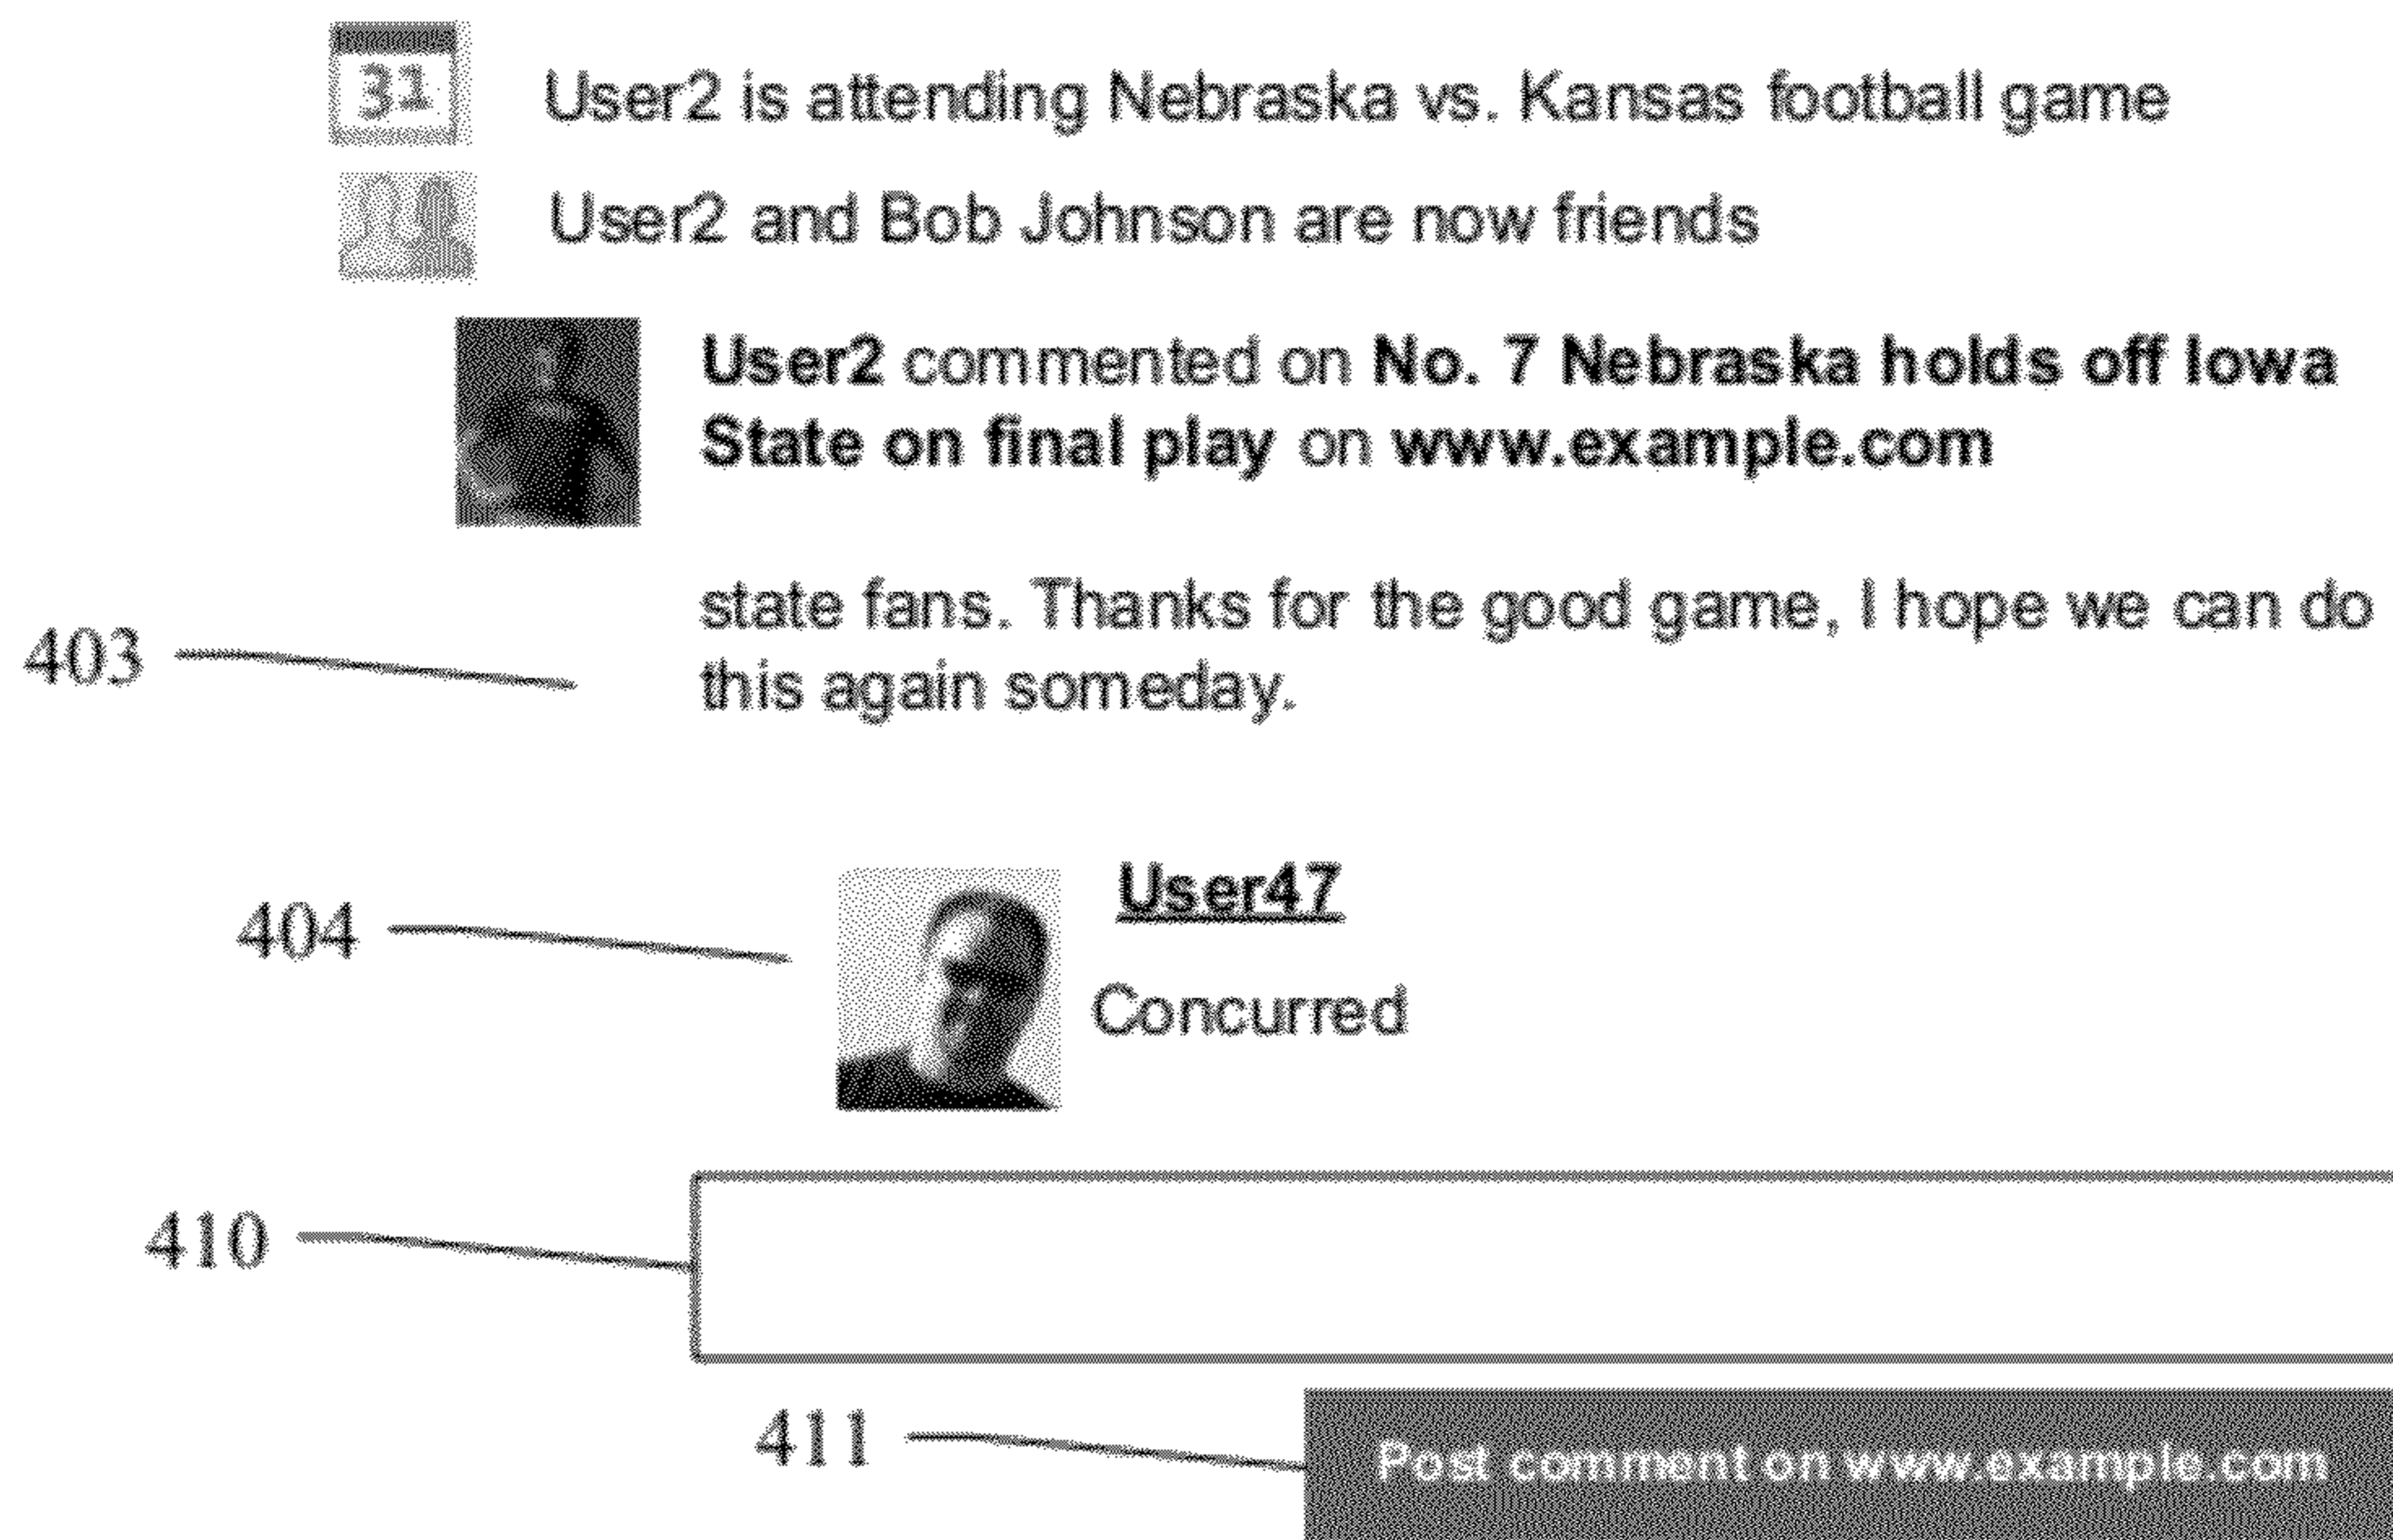 31
User2 is attending Nebraska vs. Kansas football game
User2 and Bob Johnson are now friends
User2 commented on No. 7 Nebraska holds off Iowa
State on final play on www.example.com
state fans. Thanks for the good game, I hope we can do
403
this again someday.
404
User47
Concurred
410
411
Post comment on www.example.com